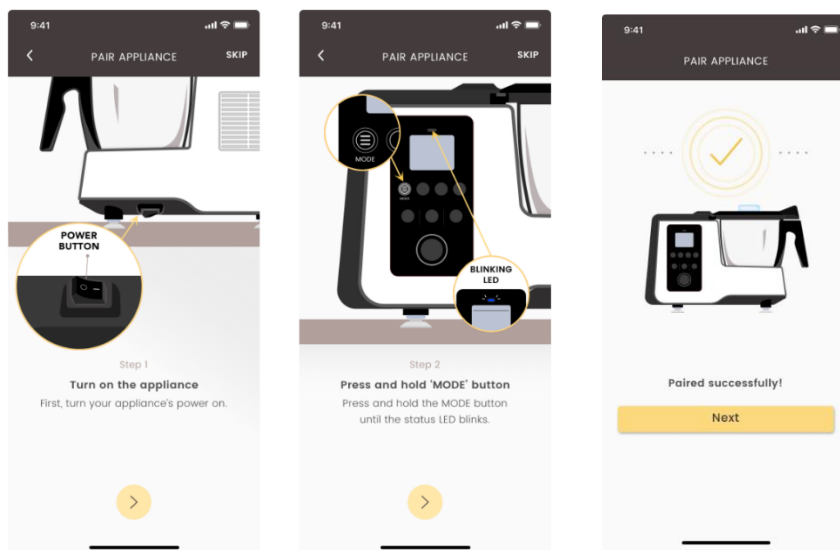 9:41
PAIR APPLIANCE
SKIP
POWER
BUTTON
Step 1
Turn on the appliance
First, turn your appliance's power on.
9:41
PAIR APPLIANCE
SKIP
MODE
MODE
BLINKING
LED
Step 2
Press and hold 'MODE' button
Press and hold the MODE button
until the status LED blinks.
9:41
PAIR APPLIANCE
Paired successfully!
Next